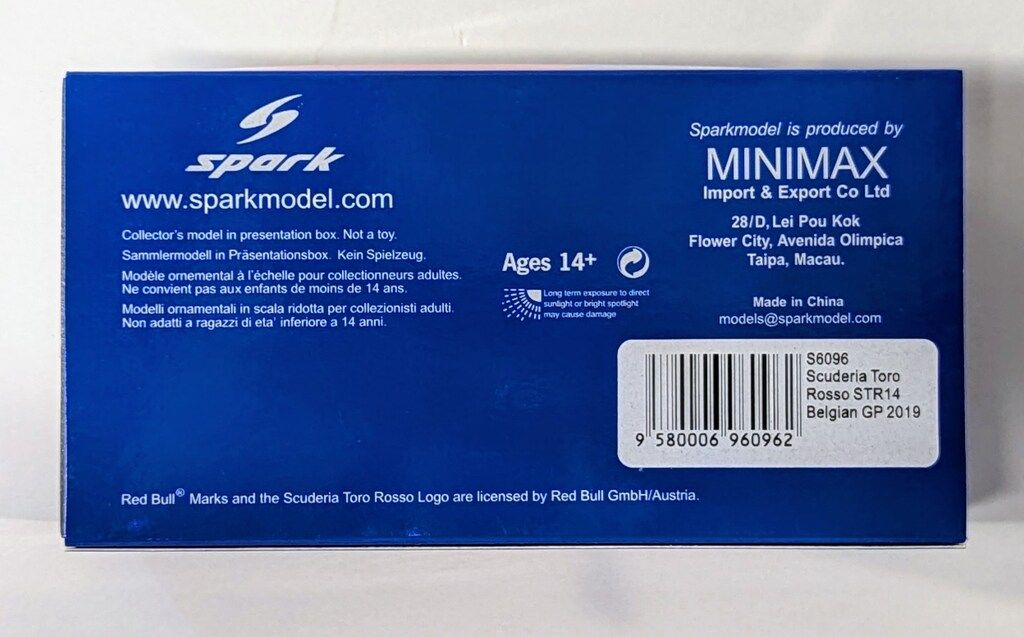 spark
www.sparkmodel.com
Collector's model in presentation box. Not a toy.
Sammlermodell in Präsentationsbox. Kein Spielzeug.
Modèle ornemental à l'échelle pour collectionneurs adultes.
Ne convient pas aux enfants de moins de 14 ans.
Modelli ornamentali in scala ridotta per collezionisti adulti.
Non adatti a ragazzi di eta' inferiore a 14 anni.
Ages 14+
Long term exposure to direct
sunlight or bright spotlight
may cause damage
Sparkmodel is produced by
MINIMAX
Import & Export Co Ltd
28/D, Lei Pou Kok
Flower City, Avenida Olimpica
Taipa, Macau.
Made in China
models@sparkmodel.com
S6096
Scuderia Toro
Rosso STR14
Belgian GP 2019
9 580006 960962
Red Bull® Marks and the Scuderia Toro Rosso Logo are licensed by Red Bull GmbH/Austria.